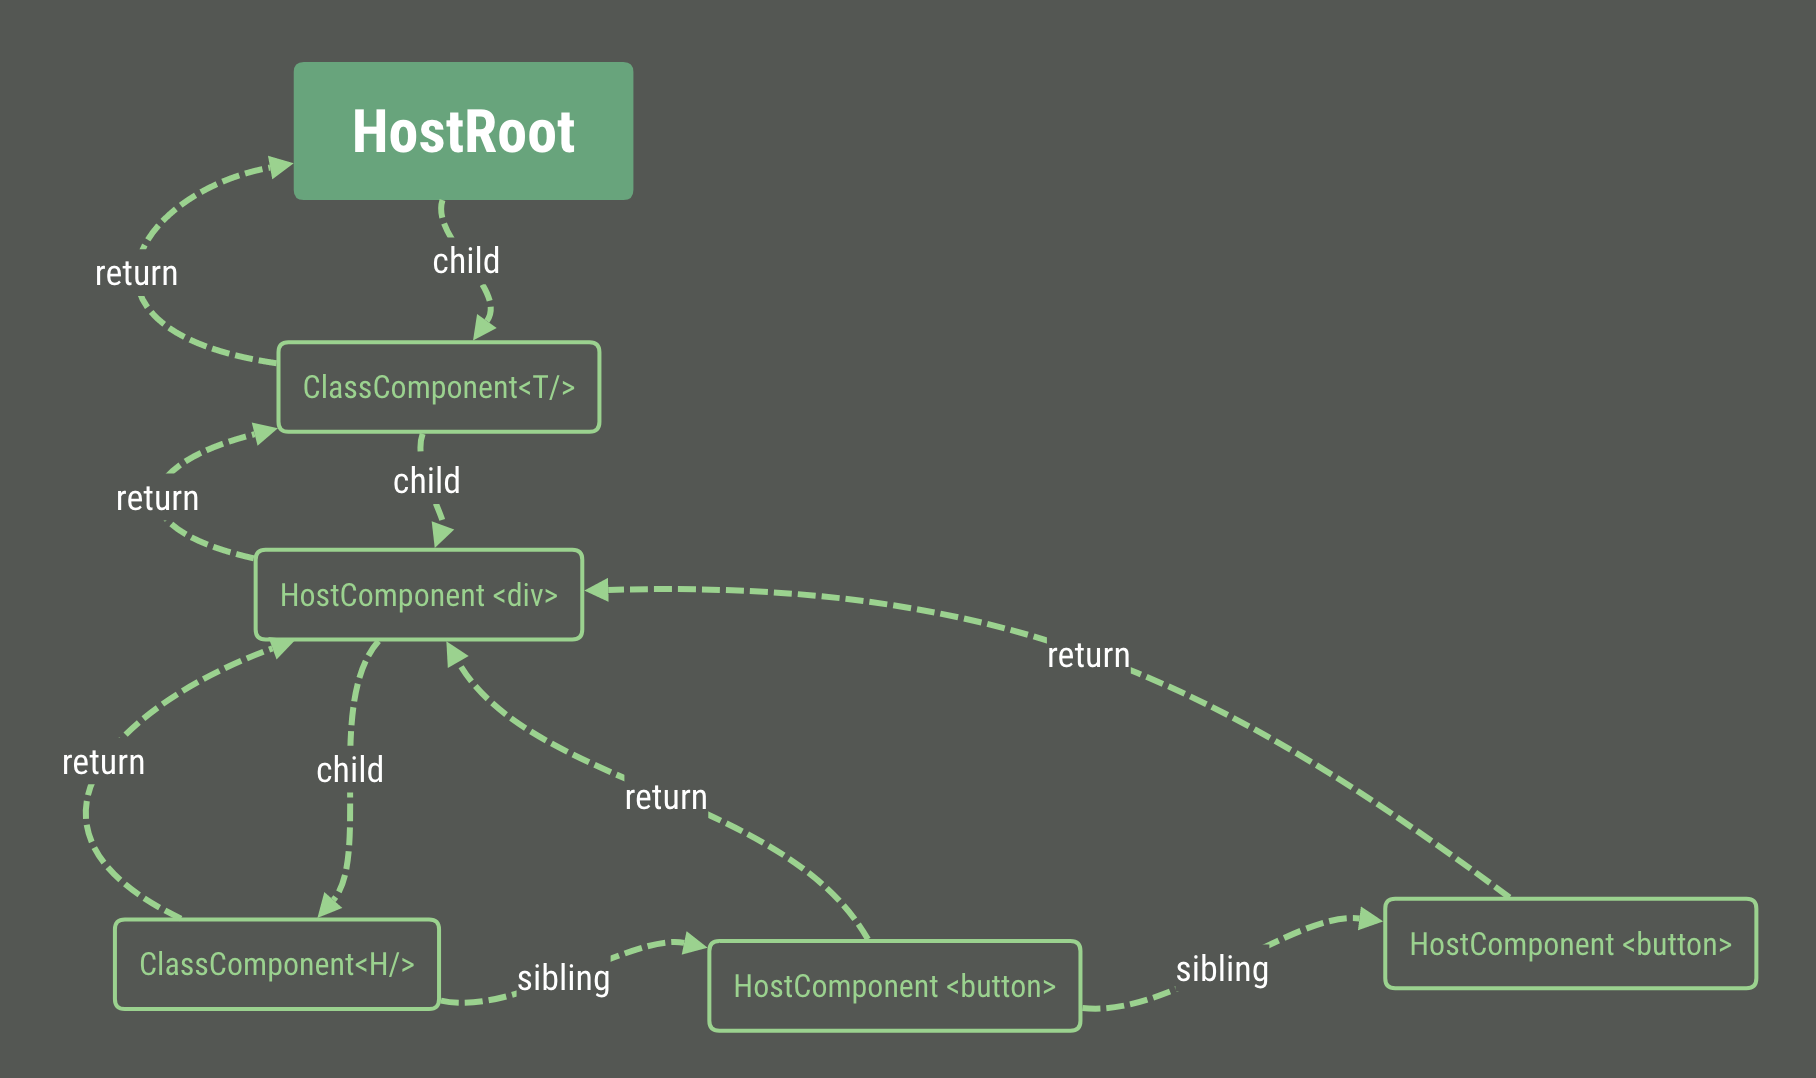 HostRoot
return
child
ClassComponent<T/>
child
return
HostComponent <div>
return
return
child
return
ClassComponent<H/>
sibling
HostComponent <button>
sibling
HostComponent <button>